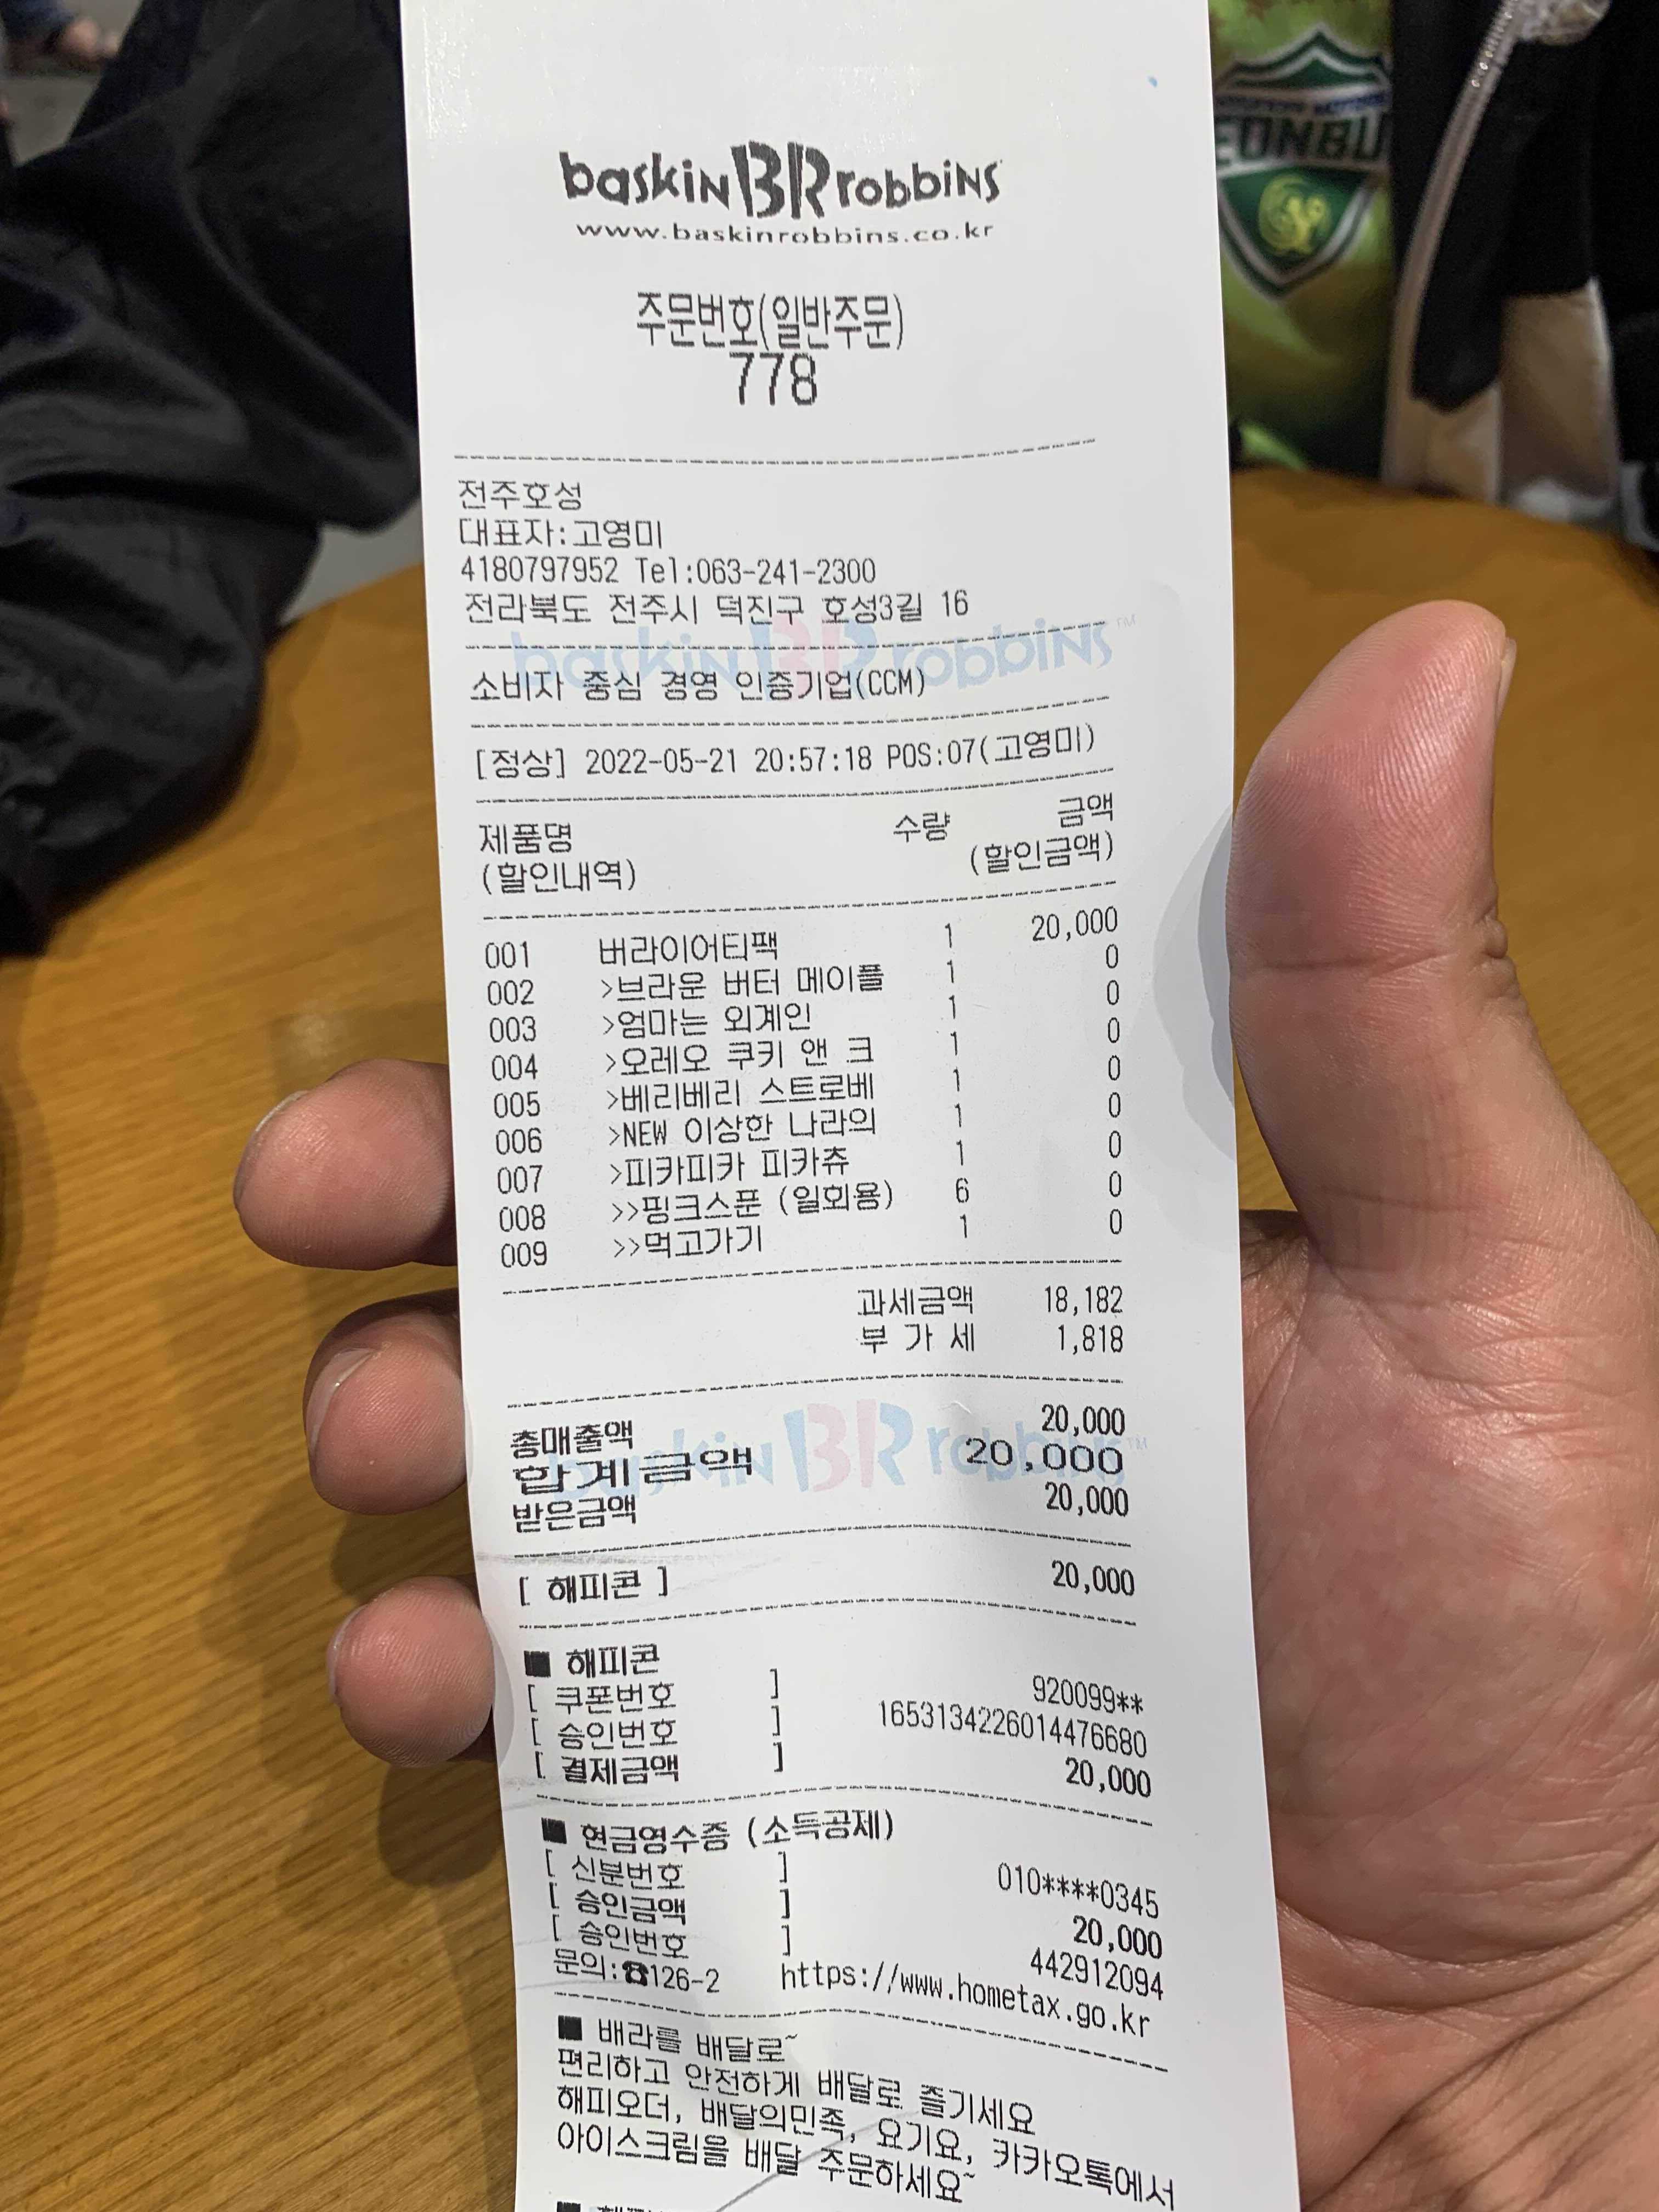 baskin BR robbins
www.baskinrobbins.co.kr
주문번호(일반주문)
778
전주호성
대표자:고영미
4180797952 Tel:063-241-2300
전라북도 전주시 덕진구 호성3길 16
baskin BR robbins™
소비자 중심 경영 인증기업(CCM)
[정상] 2022-05-21 20:57:18 POS:07(고영미)
제품명 수량 금액
(할인내역) (할인금액)
001 버라이어티팩 1 20,000
002 >브라운 버터 메이플 1 0
003 >엄마는 외계인 1 0
004 >오레오 쿠키 앤 크 1 0
005 >베리베리 스트로베 1 0
006 >NEW 이상한 나라의 1 0
007 >피카피카 피카츄 1 0
008 >>핑크스푼 (일회용) 6 0
009 >>먹고가기 1 0
과세금액 18,182
부 가 세 1,818
총매출액 20,000
합계금액 20,000
baskin BR robbins™
받은금액 20,000
[ 해피콘 ] 20,000
■ 해피콘
[ 쿠폰번호 ] 920099**
[ 승인번호 ] 1653134226014476680
[ 결제금액 ] 20,000
■ 현금영수증 (소득공제)
[ 신분번호 ] 010****0345
[ 승인금액 ] 20,000
[ 승인번호 ] 442912094
문의:☎126-2 https://www.hometax.go.kr
■ 배라를 배달로~
편리하고 안전하게 배달로 즐기세요
해피오더, 배달의민족, 요기요, 카카오톡에서
아이스크림을 배달 주문하세요~